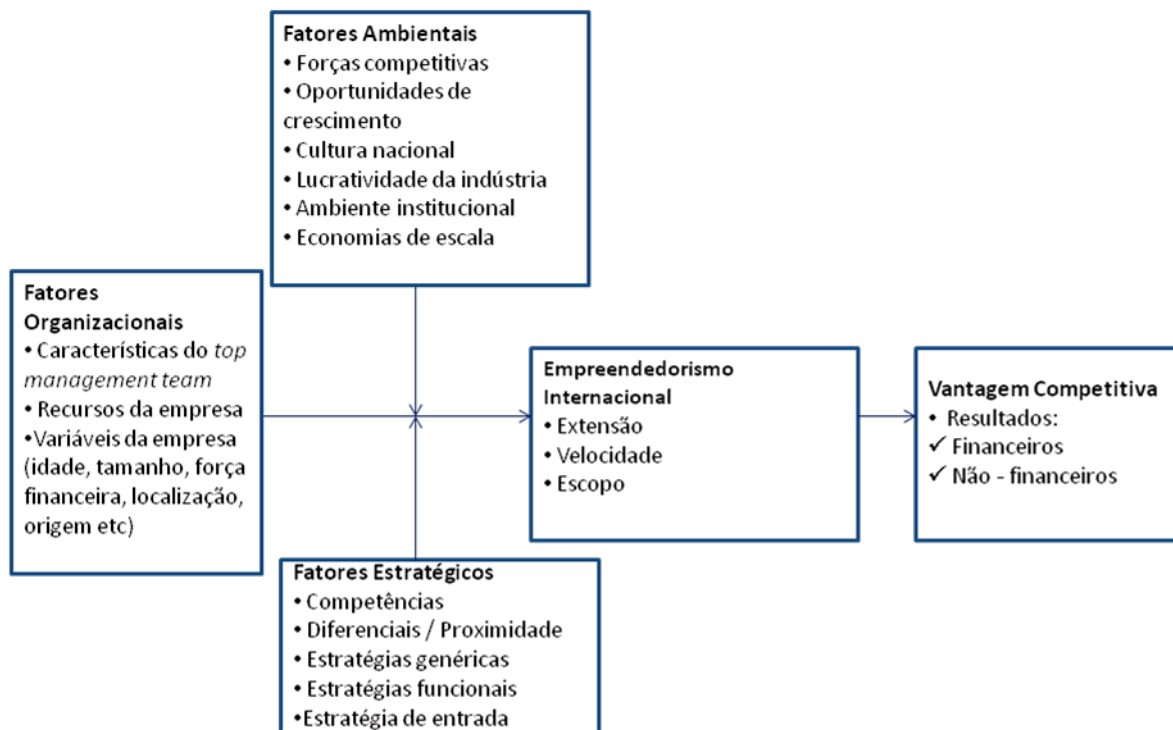 Fatores Ambientais
• Forças competitivas
• Oportunidades de
crescimento
• Cultura nacional
• Lucratividade da indústria
• Ambiente institucional
• Economias de escala
Fatores
Organizacionais
• Características do top
management team
• Recursos da empresa
•Variáveis da empresa
(idade, tamanho, força
financeira, localização,
origem etc)
Empreendedorismo
Internacional
• Extensão
• Velocidade
• Escopo
Vantagem Competitiva
• Resultados:
✓ Financeiros
✓ Não - financeiros
Fatores Estratégicos
• Competências
• Diferenciais / Proximidade
• Estratégias genéricas
• Estratégias funcionais
•Estratégia de entrada